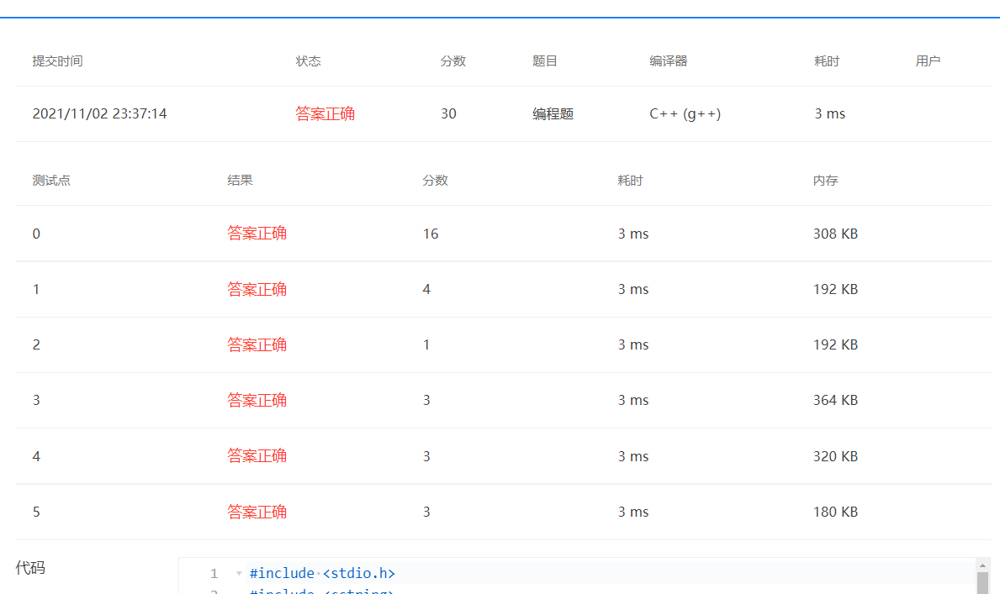 提交时间 状态 分数 题目 编译器 耗时 用户
2021/11/02 23:37:14 答案正确 30 编程题 C++ (g++) 3 ms
测试点 结果 分数 耗时 内存
0 答案正确 16 3 ms 308 KB
1 答案正确 4 3 ms 192 KB
2 答案正确 1 3 ms 192 KB
3 答案正确 3 3 ms 364 KB
4 答案正确 3 3 ms 320 KB
5 答案正确 3 3 ms 180 KB
代码
1 #include <stdio.h>
2 #include <cstring>